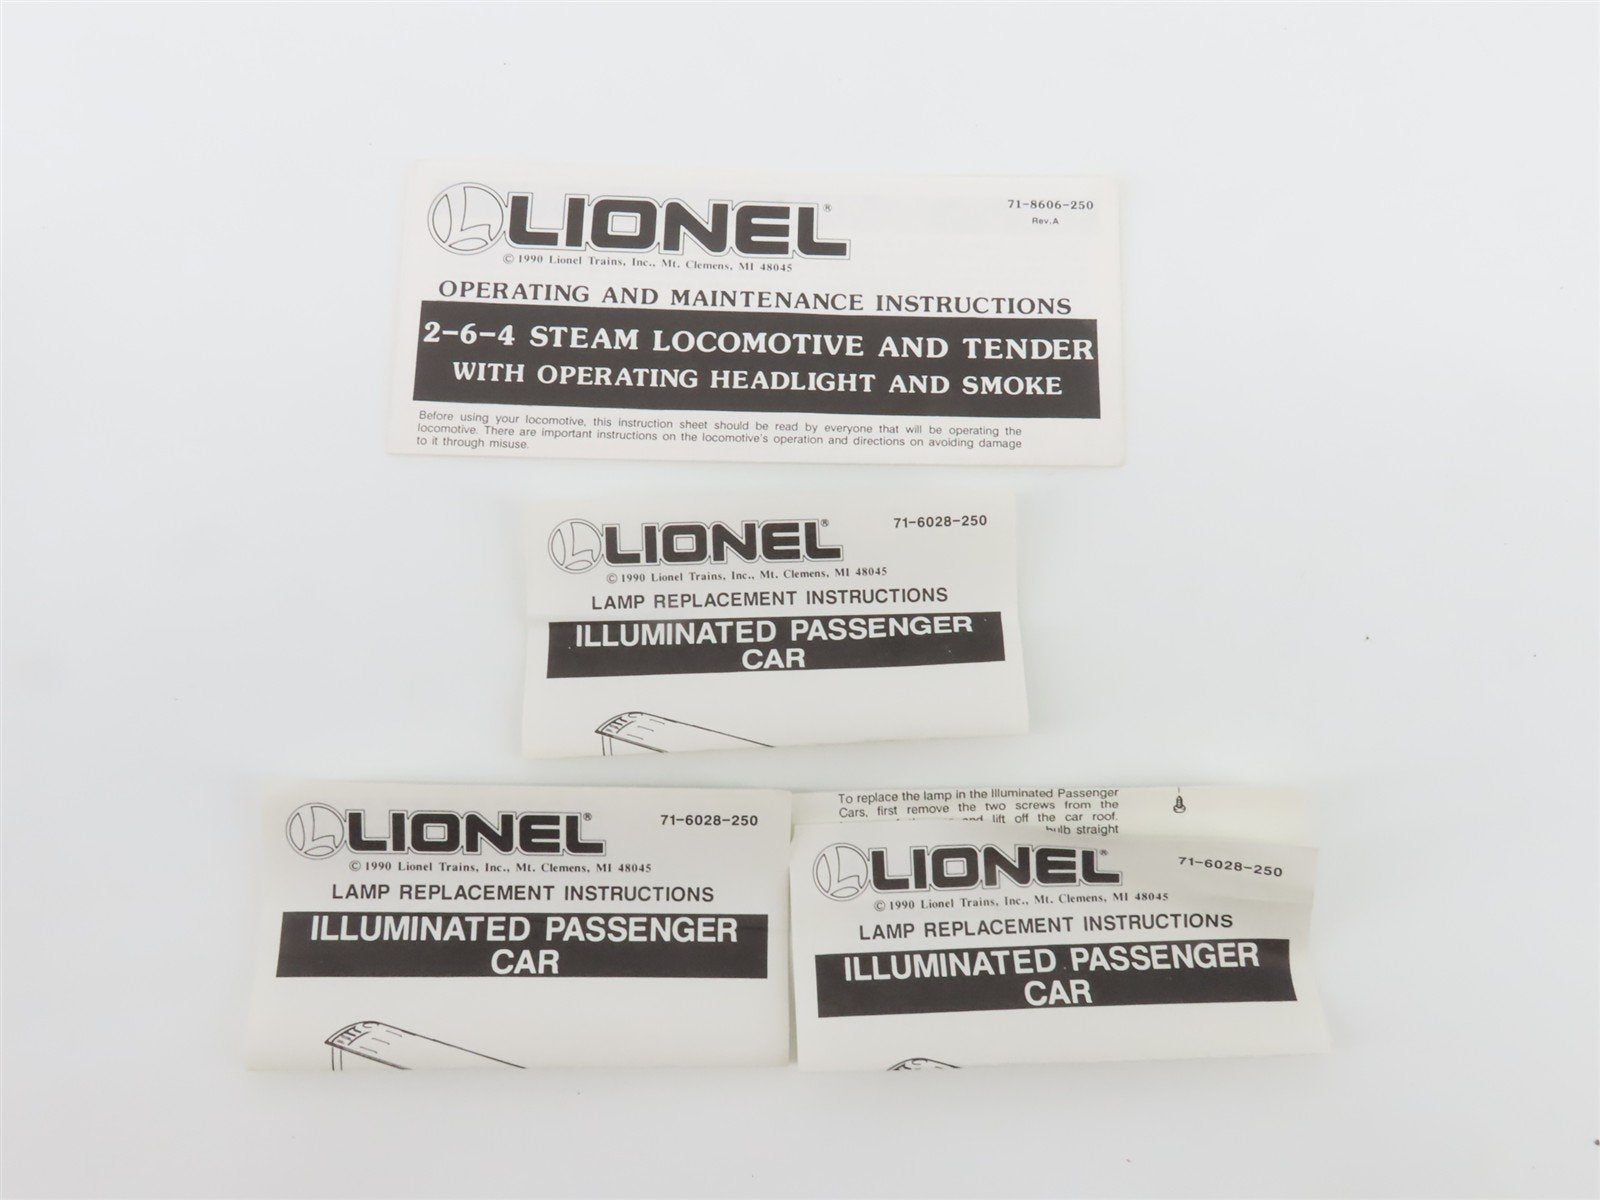 LIONEL®
71-8606-250
Rev.A
© 1990 Lionel Trains, Inc., Mt. Clemens, MI 48045
OPERATING AND MAINTENANCE INSTRUCTIONS
2-6-4 STEAM LOCOMOTIVE AND TENDER
WITH OPERATING HEADLIGHT AND SMOKE
Before using your locomotive, this instruction sheet should be read by everyone that will be operating the
locomotive. There are important instructions on the locomotive's operation and directions on avoiding damage
to it through misuse.
LIONEL®
71-6028-250
© 1990 Lionel Trains, Inc., Mt. Clemens, MI 48045
LAMP REPLACEMENT INSTRUCTIONS
ILLUMINATED PASSENGER
CAR
LIONEL®
71-6028-250
© 1990 Lionel Trains, Inc., Mt. Clemens, MI 48045
LAMP REPLACEMENT INSTRUCTIONS
ILLUMINATED PASSENGER
CAR
To replace the lamp in the Illuminated Passenger
Cars, first remove the two screws from the
lift off the car roof.
straight
LIONEL®
71-6028-250
© 1990 Lionel Trains, Inc., Mt. Clemens, MI 48045
LAMP REPLACEMENT INSTRUCTIONS
ILLUMINATED PASSENGER
CAR